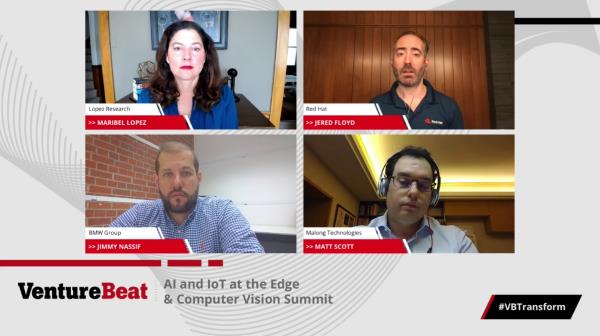 Lopez Research
>> MARIBEL LOPEZ
Red Hat
>> JERED FLOYD
BMW Group
>> JIMMY NASSIF
Malong Technologies
>> MATT SCOTT
VentureBeat
AI and IoT at the Edge
& Computer Vision Summit
#VBTransform